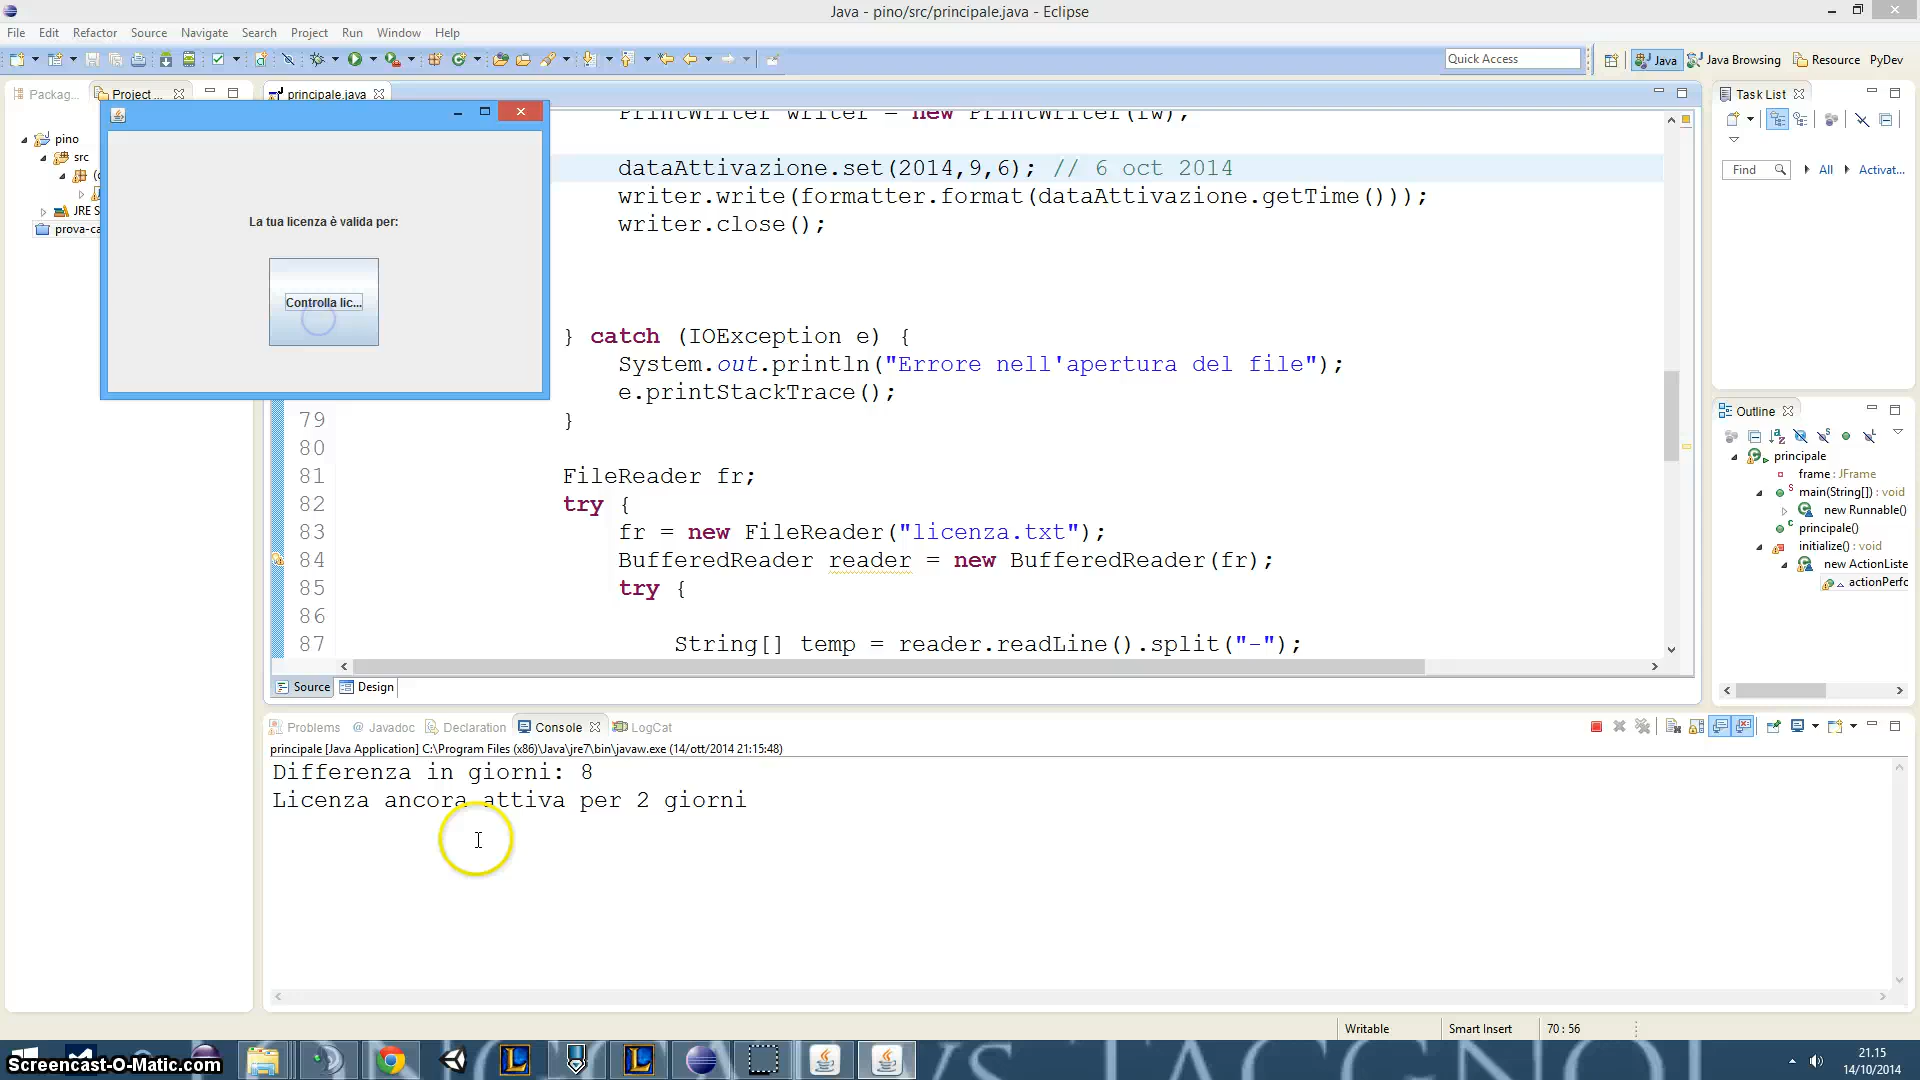 Java - pino/src/principale.java - Eclipse
File Edit Refactor Source Navigate Search Project Run Window Help
Quick Access
Java
Java Browsing
Resource
PyDev
Packag...
Project ...
principale.java
Task List
pino
src
JRE S
prova-ca
La tua licenza è valida per:
Controlla lic...
PrintWriter writer = new PrintWriter(fw);
dataAttivazione.set(2014,9,6); // 6 oct 2014
writer.write(formatter.format(dataAttivazione.getTime()));
writer.close();
} catch (IOException e) {
System.out.println("Errore nell'apertura del file");
e.printStackTrace();
79 }
80
81 FileReader fr;
82 try {
83 fr = new FileReader("licenza.txt");
84 BufferedReader reader = new BufferedReader(fr);
85 try {
86
87 String[] temp = reader.readLine().split("-");
Source
Design
Find
All
Activat...
Outline
principale
frame : JFrame
main(String[]) : void
new Runnable()
principale()
initialize() : void
new ActionListe
actionPerfo
Problems
@ Javadoc
Declaration
Console
LogCat
principale [Java Application] C:\Program Files (x86)\Java\jre7\bin\javaw.exe (14/ott/2014 21:15:48)
Differenza in giorni: 8
Licenza ancora attiva per 2 giorni
Writable
Smart Insert
70 : 56
Screencast-O-Matic.com
21.15
14/10/2014